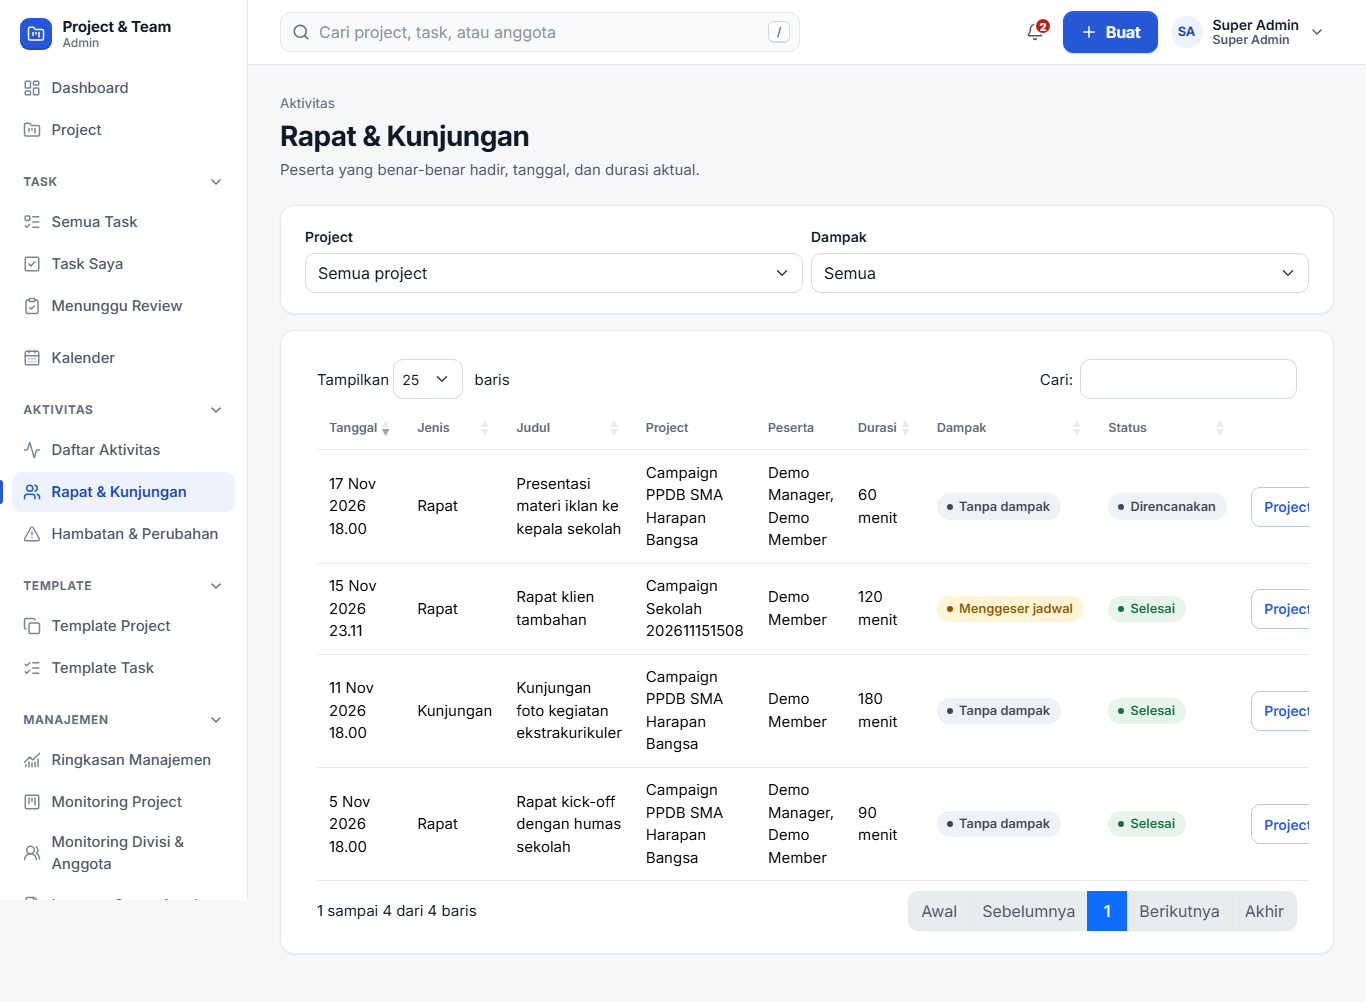 Project & Team
Admin
Dashboard
Project
TASK
Semua Task
Task Saya
Menunggu Review
Kalender
AKTIVITAS
Daftar Aktivitas
Rapat & Kunjungan
Hambatan & Perubahan
TEMPLATE
Template Project
Template Task
MANAJEMEN
Ringkasan Manajemen
Monitoring Project
Monitoring Divisi &
Anggota
Cari project, task, atau anggota
/
2
Buat
SA
Super Admin
Super Admin
Aktivitas
Rapat & Kunjungan
Peserta yang benar-benar hadir, tanggal, dan durasi aktual.
Project
Semua project
Dampak
Semua
Tampilkan 25 baris
Cari:
Tanggal Jenis Judul Project Peserta Durasi Dampak Status
17 Nov
2026
18.00
Rapat
Presentasi
materi iklan ke
kepala sekolah
Campaign
PPDB SMA
Harapan
Bangsa
Demo
Manager,
Demo
Member
60
menit
Tanpa dampak
Direncanakan
Project
15 Nov
2026
23.11
Rapat
Rapat klien
tambahan
Campaign
Sekolah
202611151508
Demo
Member
120
menit
Menggeser jadwal
Selesai
Project
11 Nov
2026
18.00
Kunjungan
Kunjungan
foto kegiatan
ekstrakurikuler
Campaign
PPDB SMA
Harapan
Bangsa
Demo
Member
180
menit
Tanpa dampak
Selesai
Project
5 Nov
2026
18.00
Rapat
Rapat kick-off
dengan humas
sekolah
Campaign
PPDB SMA
Harapan
Bangsa
Demo
Manager,
Demo
Member
90
menit
Tanpa dampak
Selesai
Project
1 sampai 4 dari 4 baris
Awal Sebelumnya 1 Berikutnya Akhir